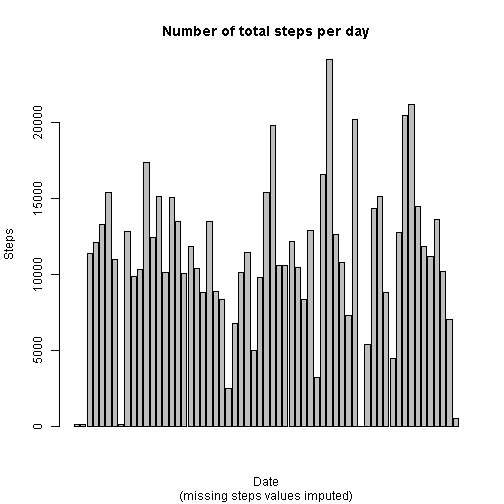 Number of total steps per day
Steps
20000
15000
10000
5000
0
Date
(missing steps values imputed)